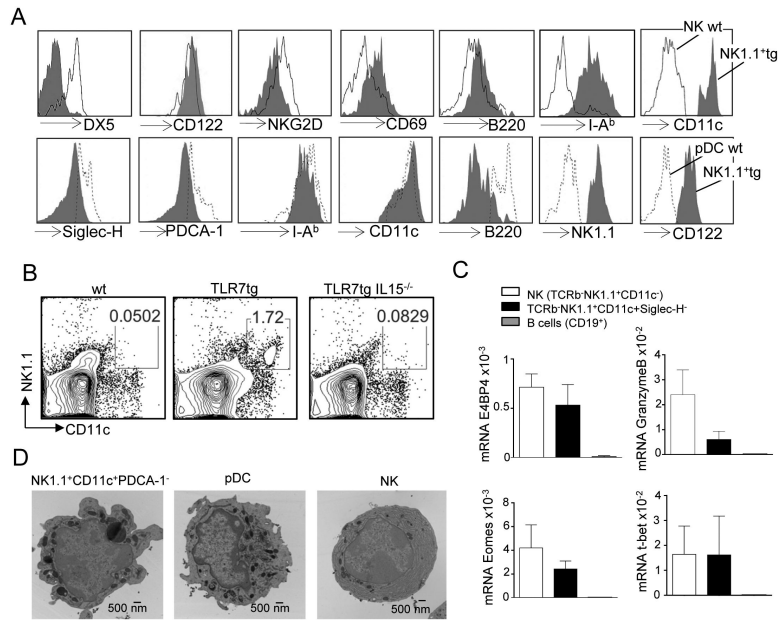 A
NK wt
NK1.1⁺tg
DX5
CD122
NKG2D
CD69
B220
I-Aᵇ
CD11c
pDC wt
NK1.1⁺tg
Siglec-H
PDCA-1
I-Aᵇ
CD11c
B220
NK1.1
CD122
B
wt
TLR7tg
TLR7tg IL15⁻/⁻
0.0502
1.72
0.0829
NK1.1
CD11c
C
NK (TCRb⁻NK1.1⁺CD11c⁻)
TCRb⁻NK1.1⁺CD11c+Siglec-H⁻
B cells (CD19⁺)
mRNA E4BP4 x10⁻³
1.0
0.5
0
mRNA GranzymeB x10⁻²
4
3
2
1
0
mRNA Eomes x10⁻³
8
6
4
2
0
mRNA t-bet x10⁻²
4
3
2
1
0
D
NK1.1⁺CD11c⁺PDCA-1⁻
pDC
NK
500 nm
500 nm
500 nm